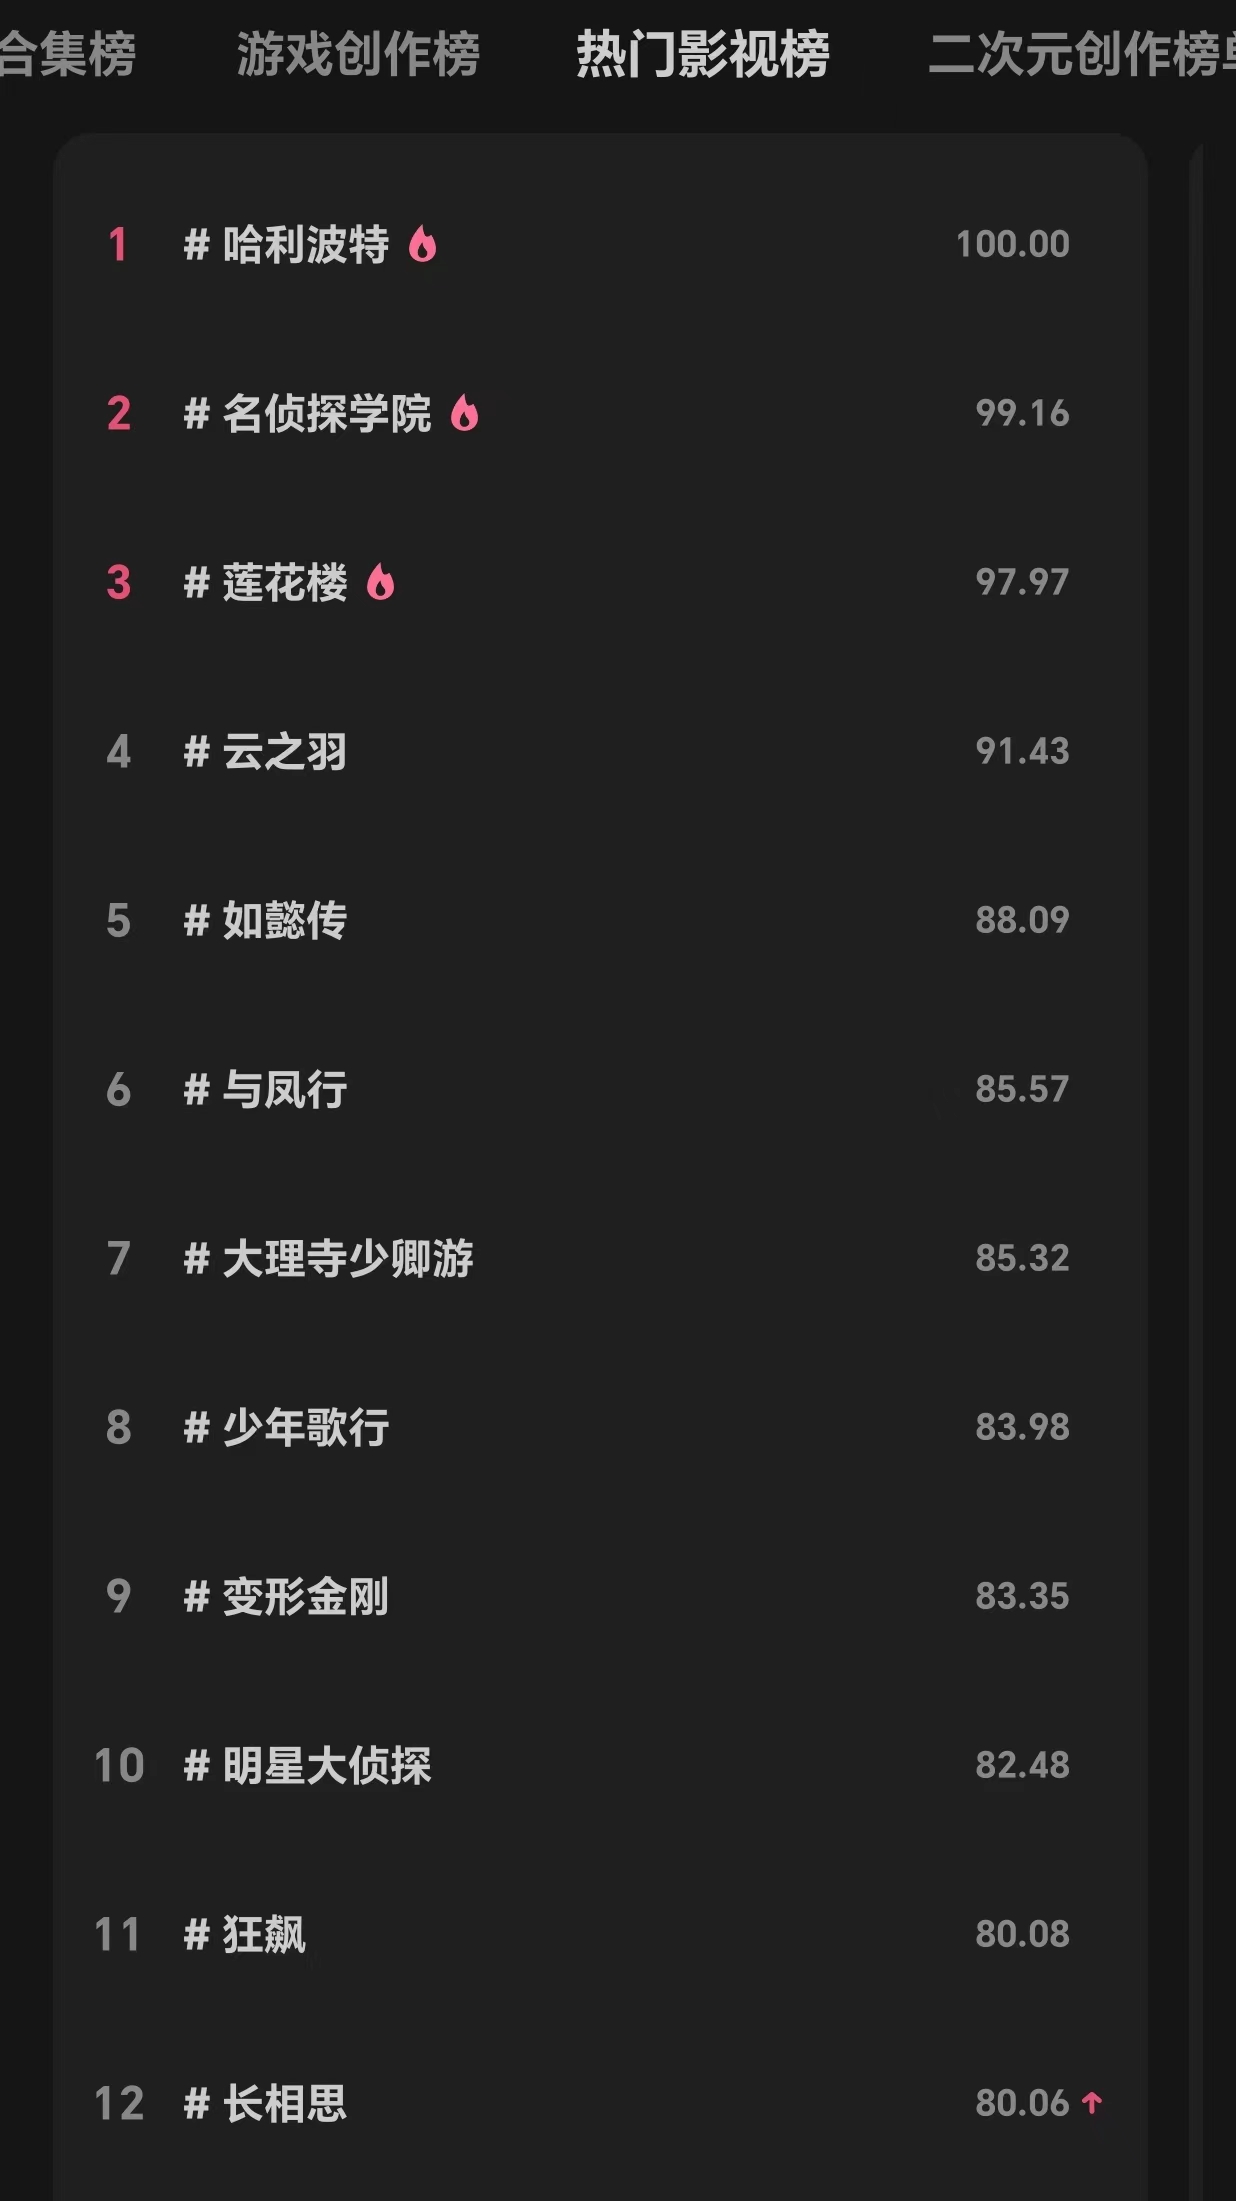 合集榜 游戏创作榜 热门影视榜 二次元创作榜单
1 # 哈利波特 100.00
2 # 名侦探学院 99.16
3 # 莲花楼 97.97
4 # 云之羽 91.43
5 # 如懿传 88.09
6 # 与凤行 85.57
7 # 大理寺少卿游 85.32
8 # 少年歌行 83.98
9 # 变形金刚 83.35
10 # 明星大侦探 82.48
11 # 狂飙 80.08
12 # 长相思 80.06 ↑